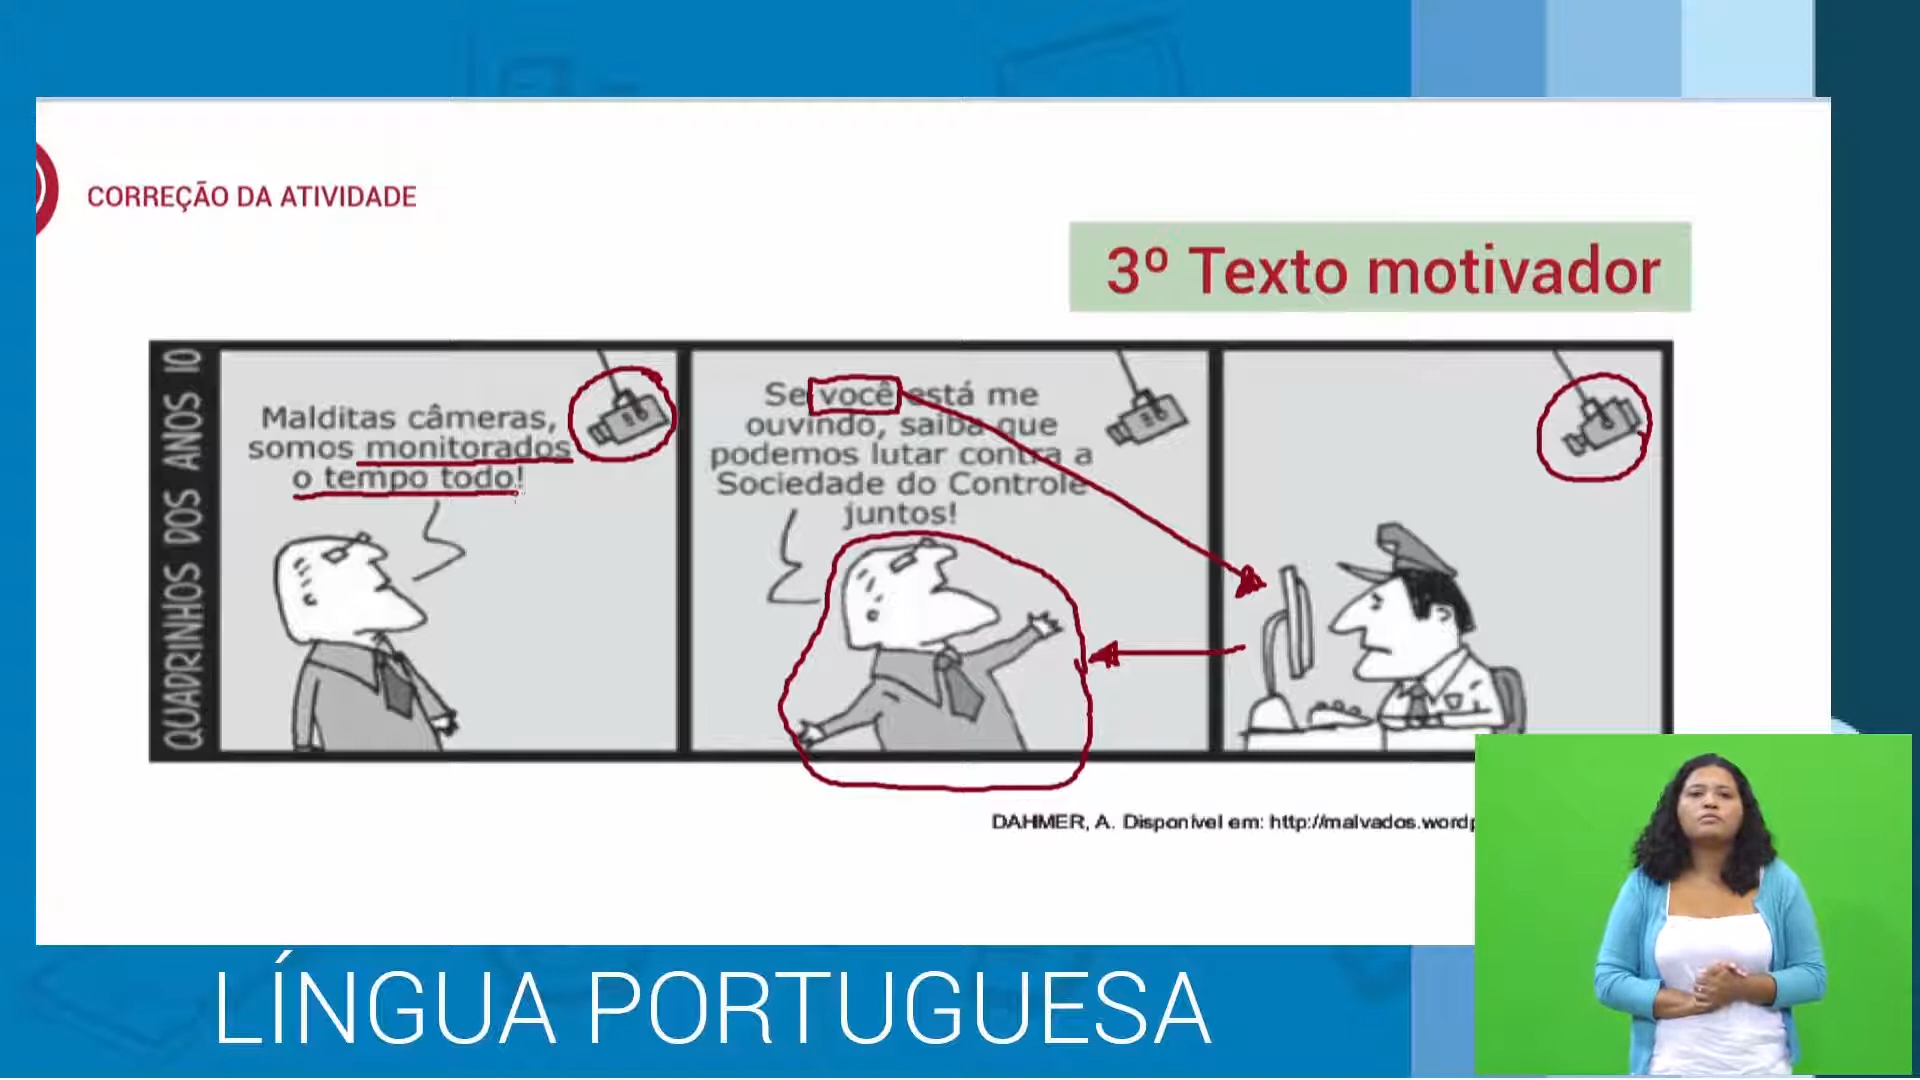 CORREÇÃO DA ATIVIDADE
3º Texto motivador
QUADRINHOS DOS ANOS 10
Malditas câmeras,
somos monitorados
o tempo todo!
Se você está me
ouvindo, saiba que
podemos lutar contra a
Sociedade do Controle
juntos!
DAHMER, A. Disponível em: http://malvados.wordp
LÍNGUA PORTUGUESA